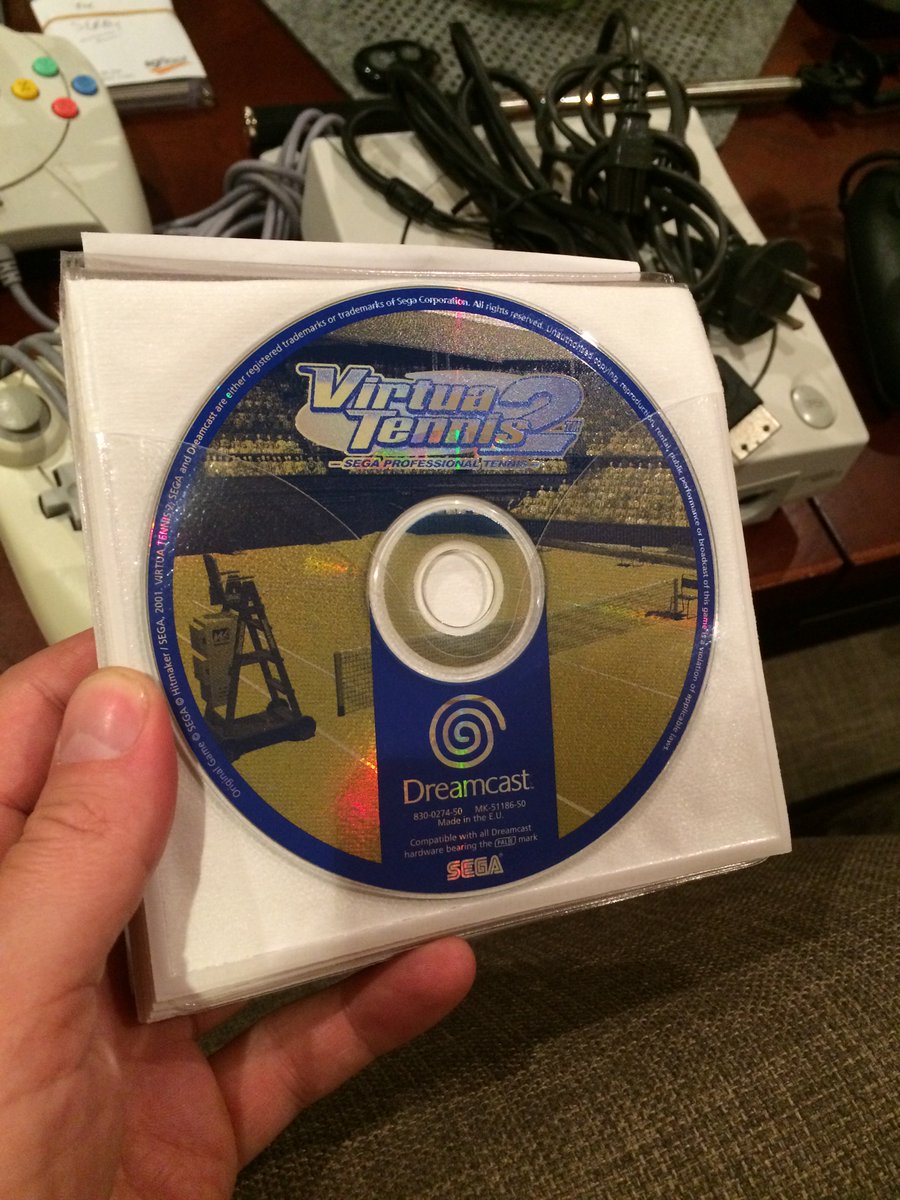 Original Game © SEGA © Hitmaker / SEGA, 2001. VIRTUA TENNIS 2, SEGA and Dreamcast are either registered trademarks or trademarks of Sega Corporation. All rights reserved. Unauthorized copying, reproduction, rental, public performance or broadcast of this game is a violation of applicable laws.
Virtua
Tennis 2™
– SEGA PROFESSIONAL TENNIS –
Dreamcast™
830-0274-50 MK-51186-50
Made in the E.U.
Compatible with all Dreamcast
hardware bearing the PAL/E mark
SEGA®